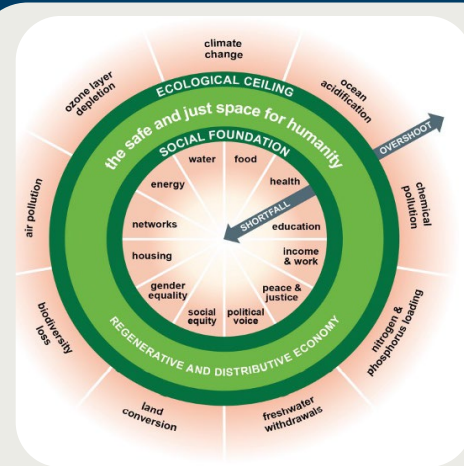 climate
change
ocean
acidification
chemical
pollution
nitrogen &
phosphorus loading
freshwater
withdrawals
land
conversion
biodiversity
loss
air pollution
ozone layer
depletion
ECOLOGICAL CEILING
the safe and just space for humanity
SOCIAL FOUNDATION
OVERSHOOT
SHORTFALL
water
food
health
education
income
& work
peace &
justice
political
voice
social
equity
gender
equality
housing
networks
energy
REGENERATIVE AND DISTRIBUTIVE ECONOMY